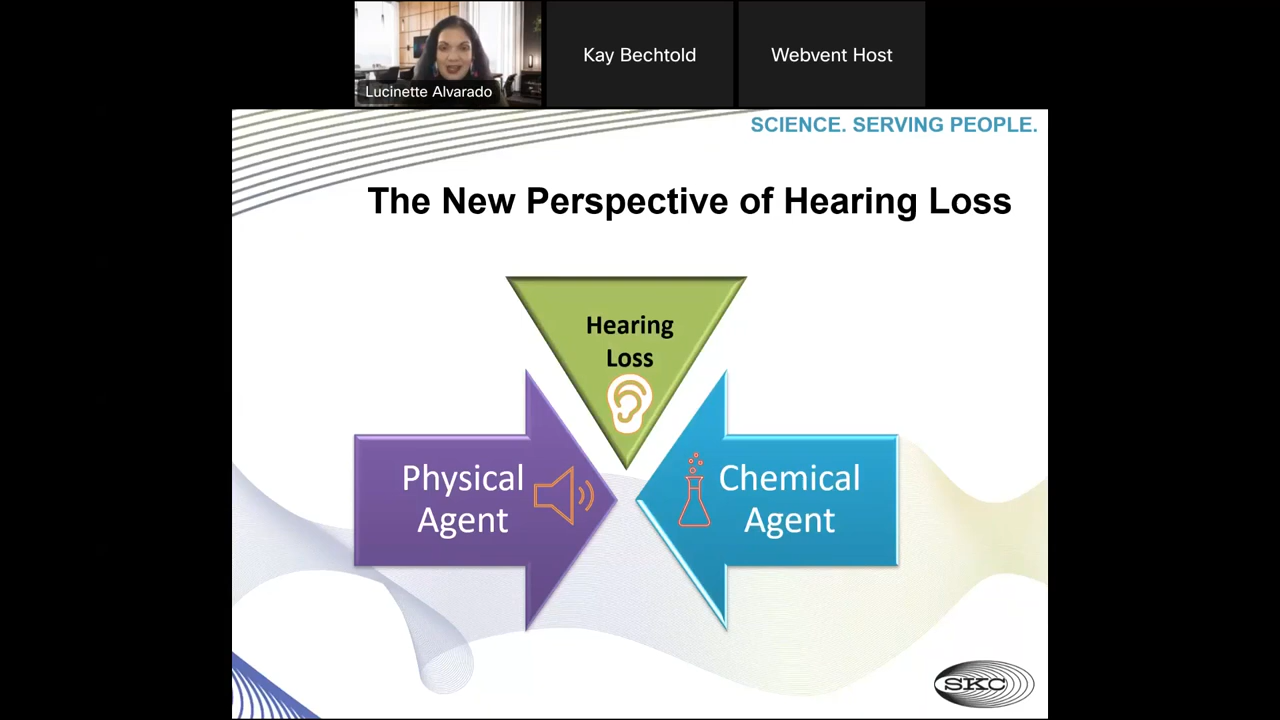 Lucinette Alvarado
Kay Bechtold
Webvent Host
SCIENCE. SERVING PEOPLE.
The New Perspective of Hearing Loss
Hearing
Loss
Physical
Agent
Chemical
Agent
SKC